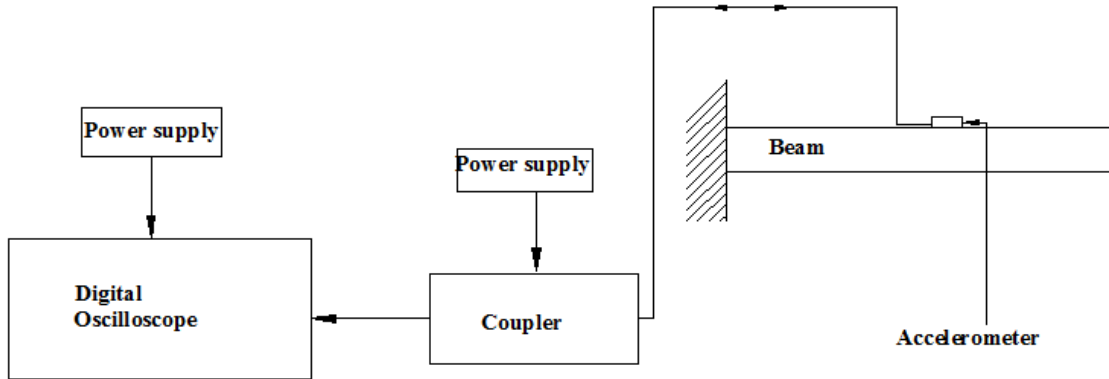 Power supply
Power supply
Beam
Digital
Oscilloscope
Coupler
Accelerometer